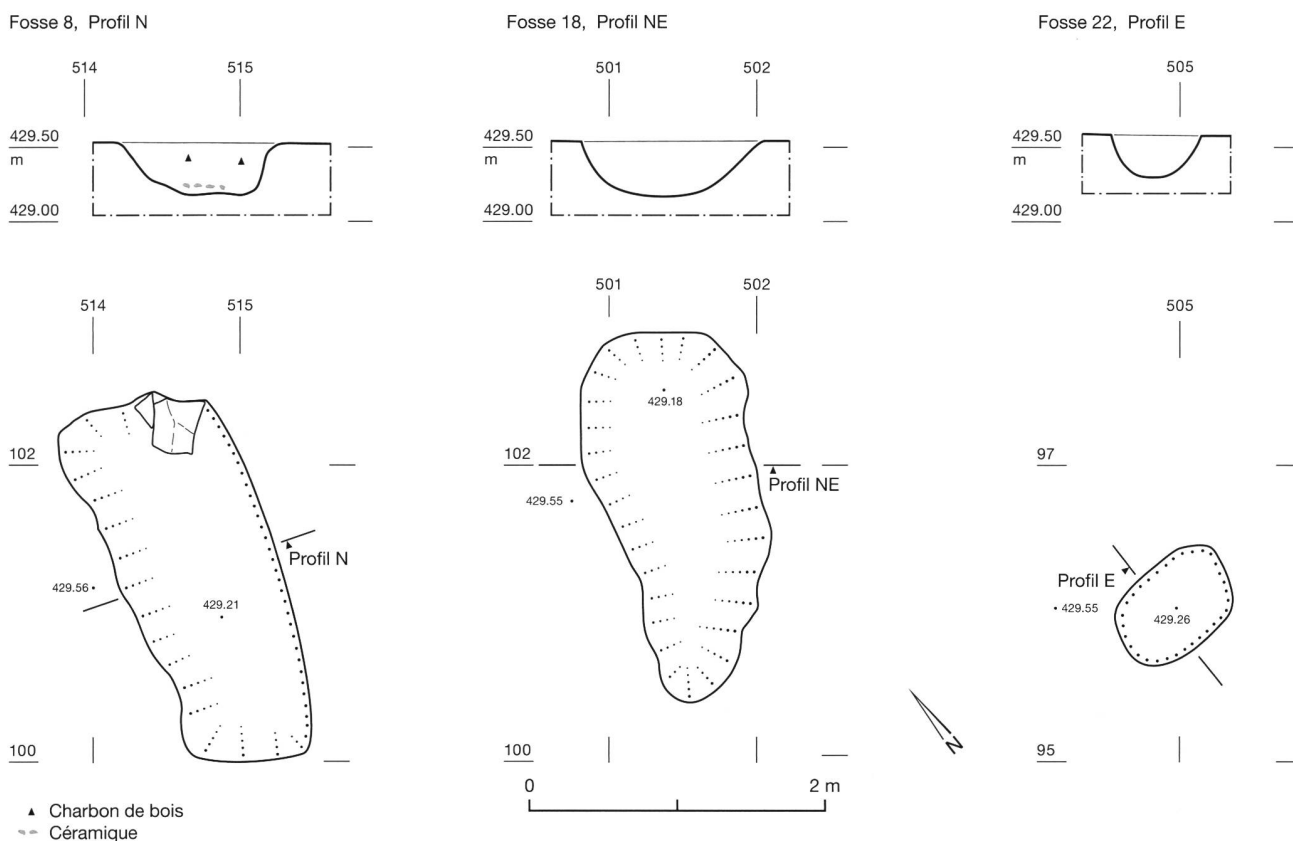 Fosse 8, Profil N
514
515
429.50
m
429.00
514
515
102
429.56
429.21
Profil N
100
Charbon de bois
Céramique
Fosse 18, Profil NE
501
502
429.50
m
429.00
501
502
429.18
102
429.55
Profil NE
100
0
2 m
N
Fosse 22, Profil E
505
429.50
m
429.00
505
97
Profil E
429.55
429.26
95